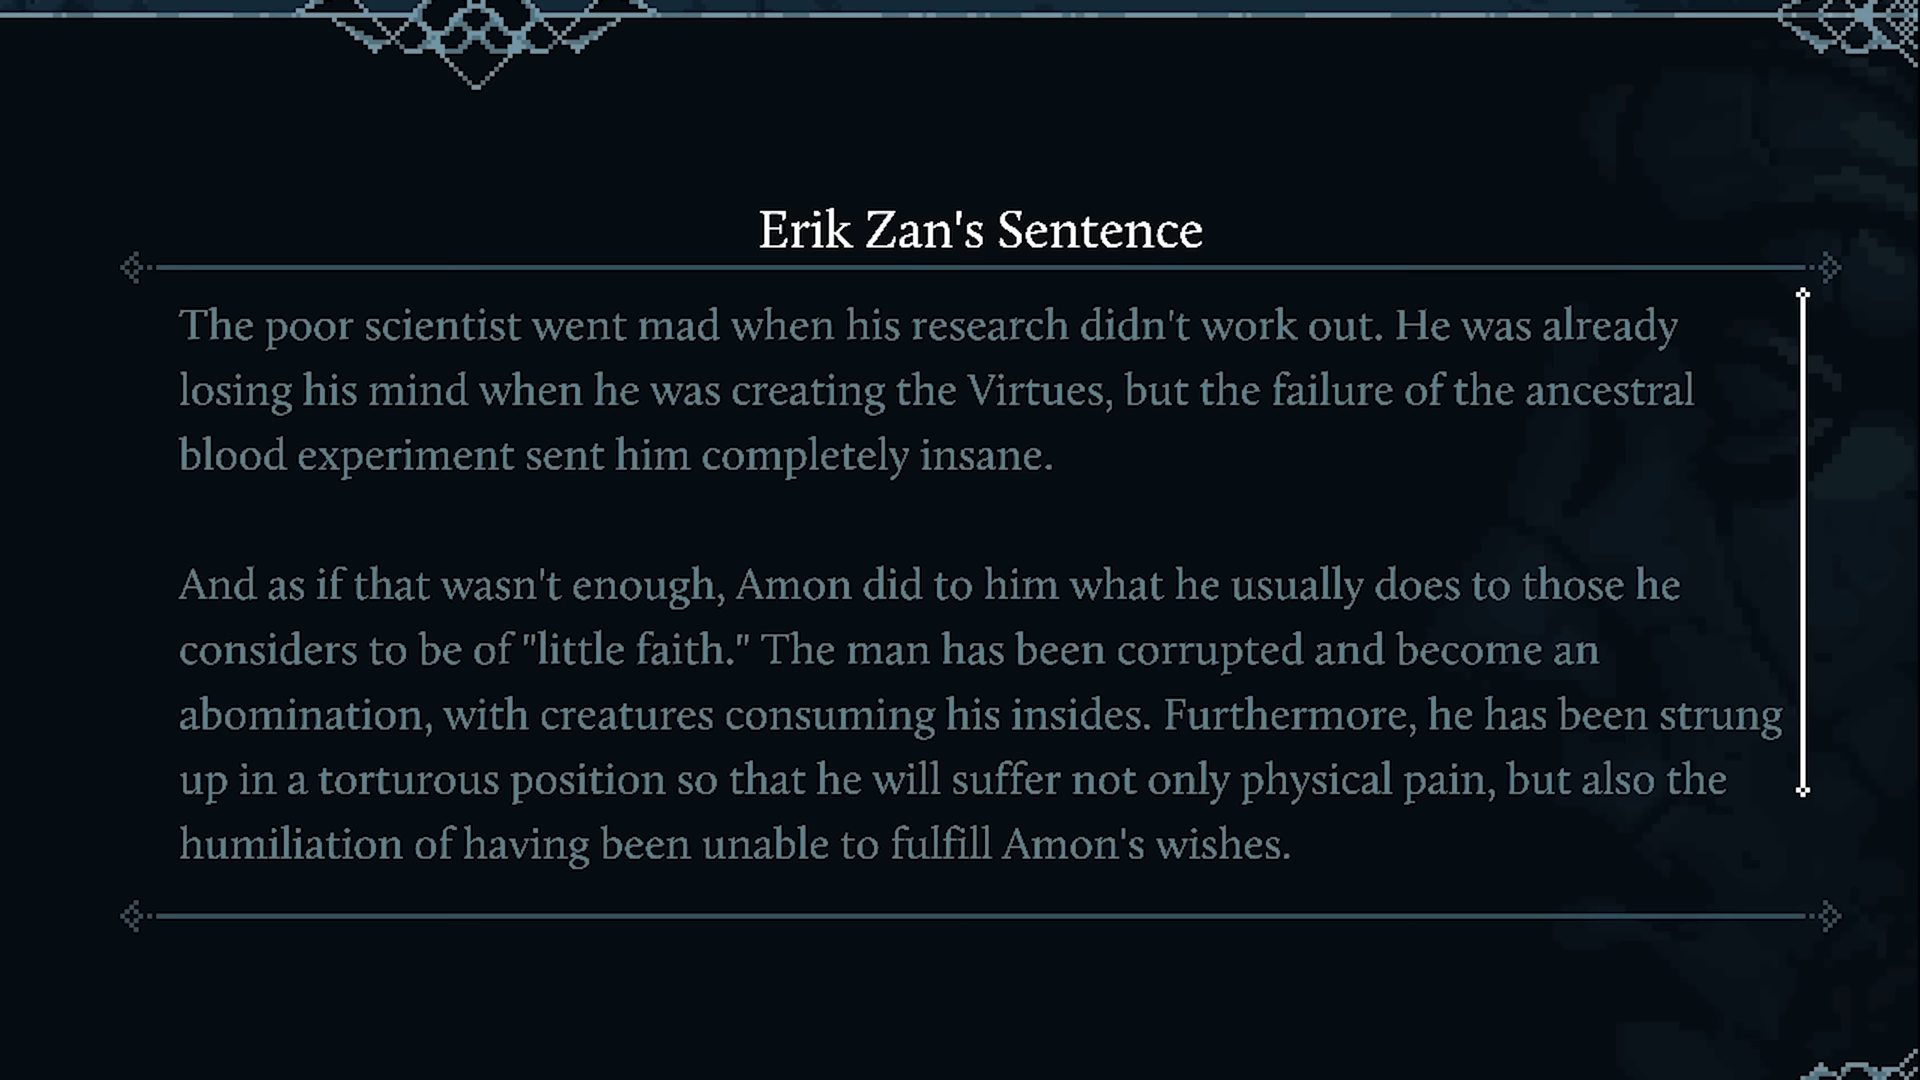 Erik Zan's Sentence
The poor scientist went mad when his research didn't work out. He was already
losing his mind when he was creating the Virtues, but the failure of the ancestral
blood experiment sent him completely insane.
And as if that wasn't enough, Amon did to him what he usually does to those he
considers to be of "little faith." The man has been corrupted and become an
abomination, with creatures consuming his insides. Furthermore, he has been strung
up in a torturous position so that he will suffer not only physical pain, but also the
humiliation of having been unable to fulfill Amon's wishes.